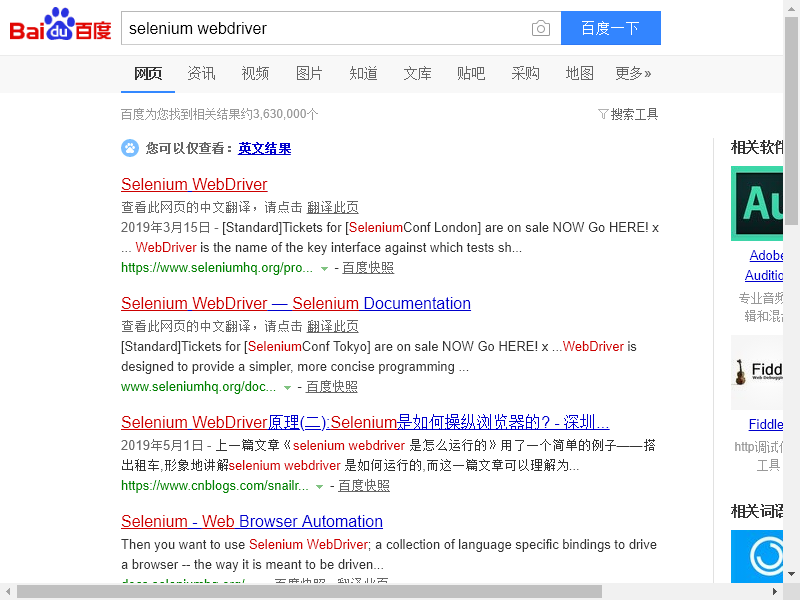 Bai du 百度
selenium webdriver
百度一下
网页 资讯 视频 图片 知道 文库 贴吧 采购 地图 更多»
百度为您找到相关结果约3,630,000个
搜索工具
您可以仅查看：英文结果
Selenium WebDriver
查看此网页的中文翻译，请点击 翻译此页
2019年3月15日 - [Standard]Tickets for [SeleniumConf London] are on sale NOW Go HERE! x
... WebDriver is the name of the key interface against which tests sh...
https://www.seleniumhq.org/pro... - 百度快照
Selenium WebDriver — Selenium Documentation
查看此网页的中文翻译，请点击 翻译此页
[Standard]Tickets for [SeleniumConf Tokyo] are on sale NOW Go HERE! x ...WebDriver is
designed to provide a simpler, more concise programming ...
www.seleniumhq.org/doc... - 百度快照
Selenium WebDriver原理(二):Selenium是如何操纵浏览器的? - 深圳...
2019年5月1日 - 上一篇文章《selenium webdriver 是怎么运行的》用了一个简单的例子——搭
出租车,形象地讲解selenium webdriver 是如何运行的,而这一篇文章可以理解为...
https://www.cnblogs.com/snailr... - 百度快照
Selenium - Web Browser Automation
Then you want to use Selenium WebDriver; a collection of language specific bindings to drive
a browser -- the way it is meant to be driven...
docs.seleniumhq.org/ - 百度快照 - 翻译此页
相关软件
Au
Adobe
Auditio
专业音频
辑和混
Fidd
Web Debugg
Fiddle
http调试
工具
相关词语